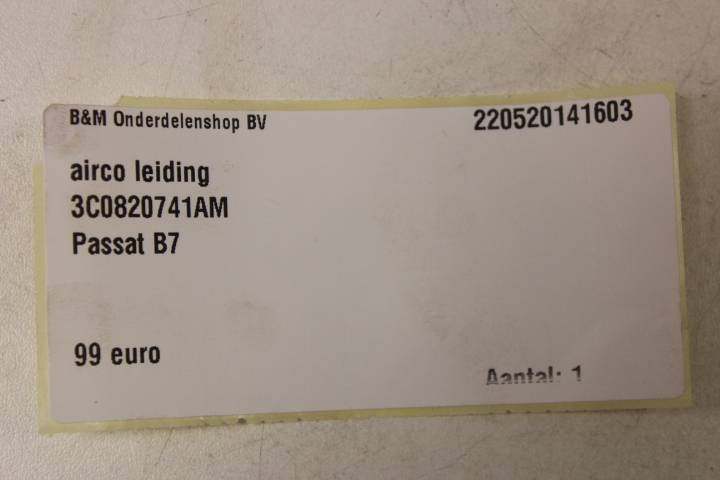 B&M Onderdelenshop BV 220520141603
airco leiding
3C0820741AM
Passat B7
99 euro
Aantal: 1